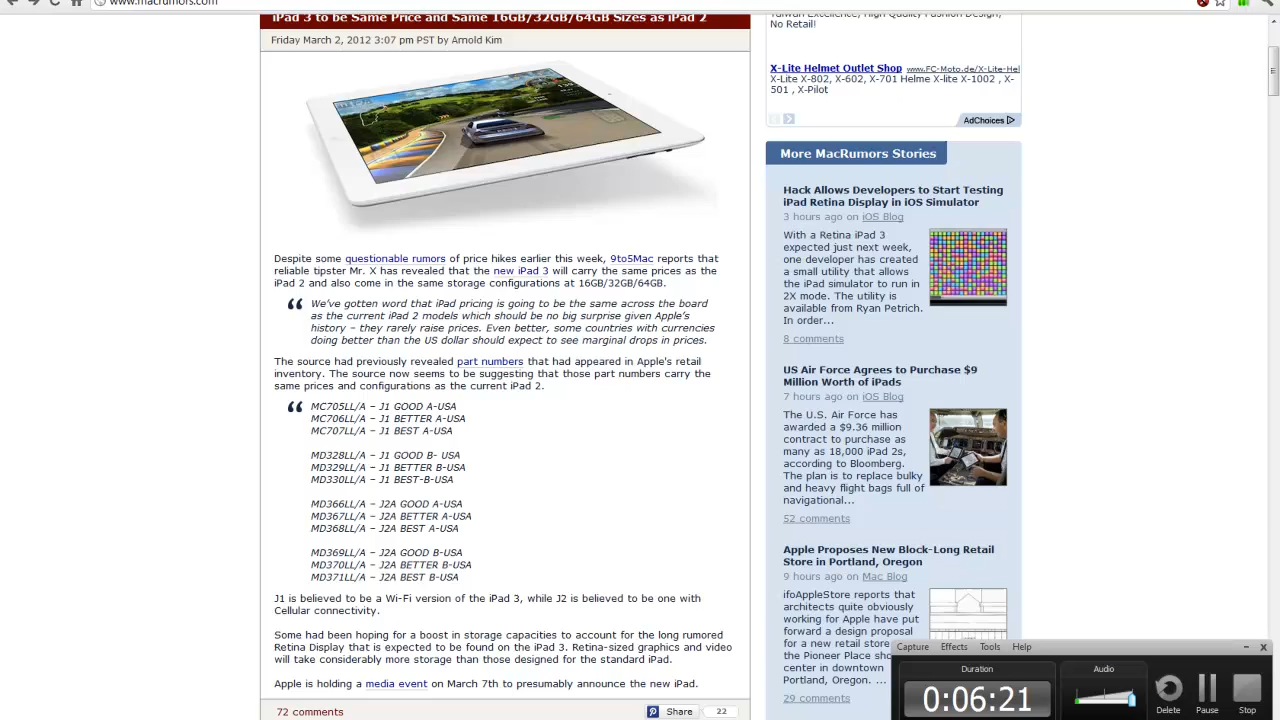 www.macrumors.com
iPad 3 to be Same Price and Same 16GB/32GB/64GB Sizes as iPad 2
Friday March 2, 2012 3:07 pm PST by Arnold Kim
Despite some questionable rumors of price hikes earlier this week, 9to5Mac reports that
reliable tipster Mr. X has revealed that the new iPad 3 will carry the same prices as the
iPad 2 and also come in the same storage configurations at 16GB/32GB/64GB.
“ We've gotten word that iPad pricing is going to be the same across the board
as the current iPad 2 models which should be no big surprise given Apple's
history – they rarely raise prices. Even better, some countries with currencies
doing better than the US dollar should expect to see marginal drops in prices.
The source had previously revealed part numbers that had appeared in Apple's retail
inventory. The source now seems to be suggesting that those part numbers carry the
same prices and configurations as the current iPad 2.
“ MC705LL/A – J1 GOOD A-USA
MC706LL/A – J1 BETTER A-USA
MC707LL/A – J1 BEST A-USA
MD328LL/A – J1 GOOD B- USA
MD329LL/A – J1 BETTER B-USA
MD330LL/A – J1 BEST-B-USA
MD366LL/A – J2A GOOD A-USA
MD367LL/A – J2A BETTER A-USA
MD368LL/A – J2A BEST A-USA
MD369LL/A – J2A GOOD B-USA
MD370LL/A – J2A BETTER B-USA
MD371LL/A – J2A BEST B-USA
J1 is believed to be a Wi-Fi version of the iPad 3, while J2 is believed to be one with
Cellular connectivity.
Some had been hoping for a boost in storage capacities to account for the long rumored
Retina Display that is expected to be found on the iPad 3. Retina-sized graphics and video
will take considerably more storage than those designed for the standard iPad.
Apple is holding a media event on March 7th to presumably announce the new iPad.
72 comments
Share
22
Taiwan Excellence, High Quality Fashion Design,
No Retail!
X-Lite Helmet Outlet Shop www.FC-Moto.de/X-Lite-Hel
X-Lite X-802, X-602, X-701 Helme X-lite X-1002 , X-
501 , X-Pilot
AdChoices
More MacRumors Stories
Hack Allows Developers to Start Testing
iPad Retina Display in iOS Simulator
3 hours ago on iOS Blog
With a Retina iPad 3
expected just next week,
one developer has created
a small utility that allows
the iPad simulator to run in
2X mode. The utility is
available from Ryan Petrich.
In order...
8 comments
US Air Force Agrees to Purchase $9
Million Worth of iPads
7 hours ago on iOS Blog
The U.S. Air Force has
awarded a $9.36 million
contract to purchase as
many as 18,000 iPad 2s,
according to Bloomberg.
The plan is to replace bulky
and heavy flight bags full of
navigational...
52 comments
Apple Proposes New Block-Long Retail
Store in Portland, Oregon
9 hours ago on Mac Blog
ifoAppleStore reports that
architects quite obviously
working for Apple have put
forward a design proposal
for a new retail store
the Pioneer Place sho
center in downtown
Portland, Oregon. ...
29 comments
Capture Effects Tools Help
Duration
0:06:21
Audio
Delete
Pause
Stop